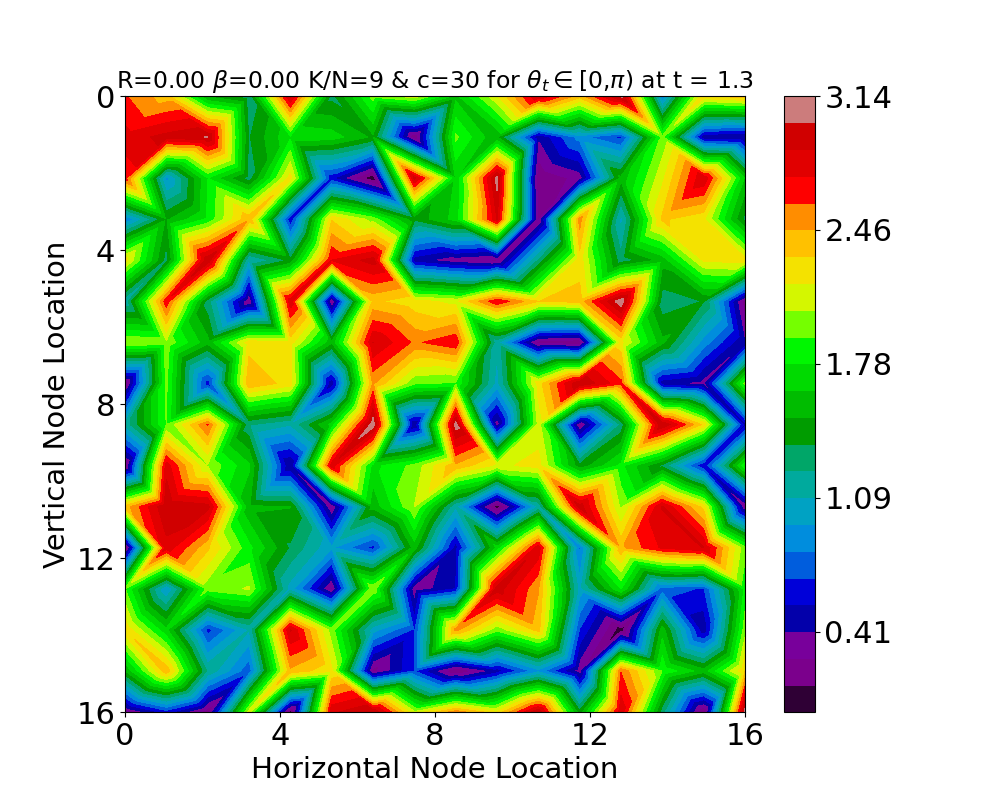 R=0.00 β=0.00 K/N=9 & c=30 for θ_t ∈ [0,π) at t = 1.3
0
4
8
12
16
Vertical Node Location
0 4 8 12 16
Horizontal Node Location
3.14
2.46
1.78
1.09
0.41